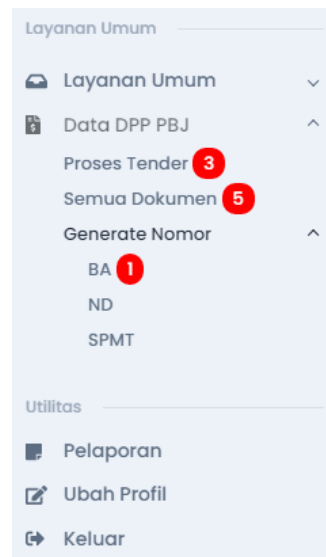 Layanan Umum
Layanan Umum
Data DPP PBJ
Proses Tender 3
Semua Dokumen 5
Generate Nomor
BA 1
ND
SPMT
Utilitas
Pelaporan
Ubah Profil
Keluar